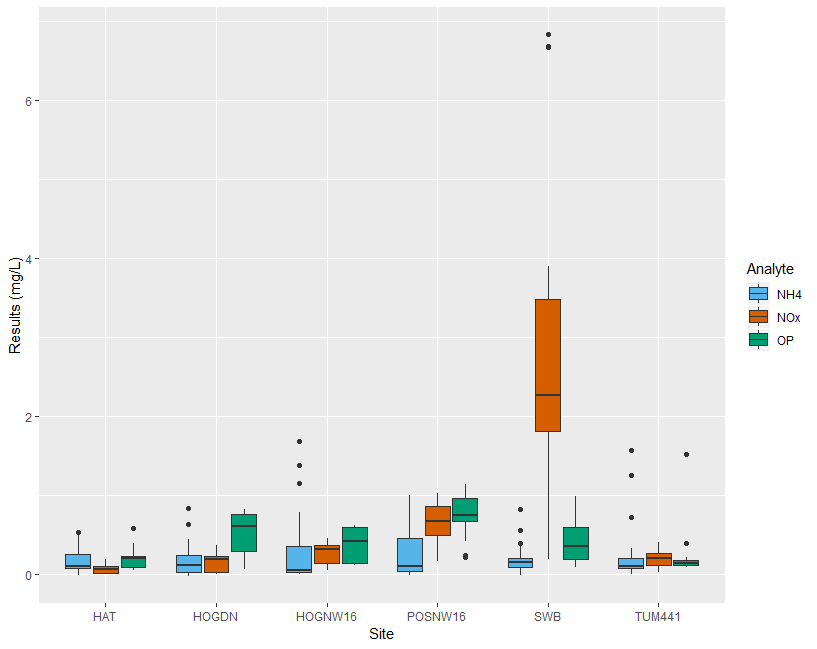 Results (mg/L)
6
4
2
0
HAT HOGDN HOGNW16 POSNW16 SWB TUM441
Site
Analyte
NH4
NOx
OP